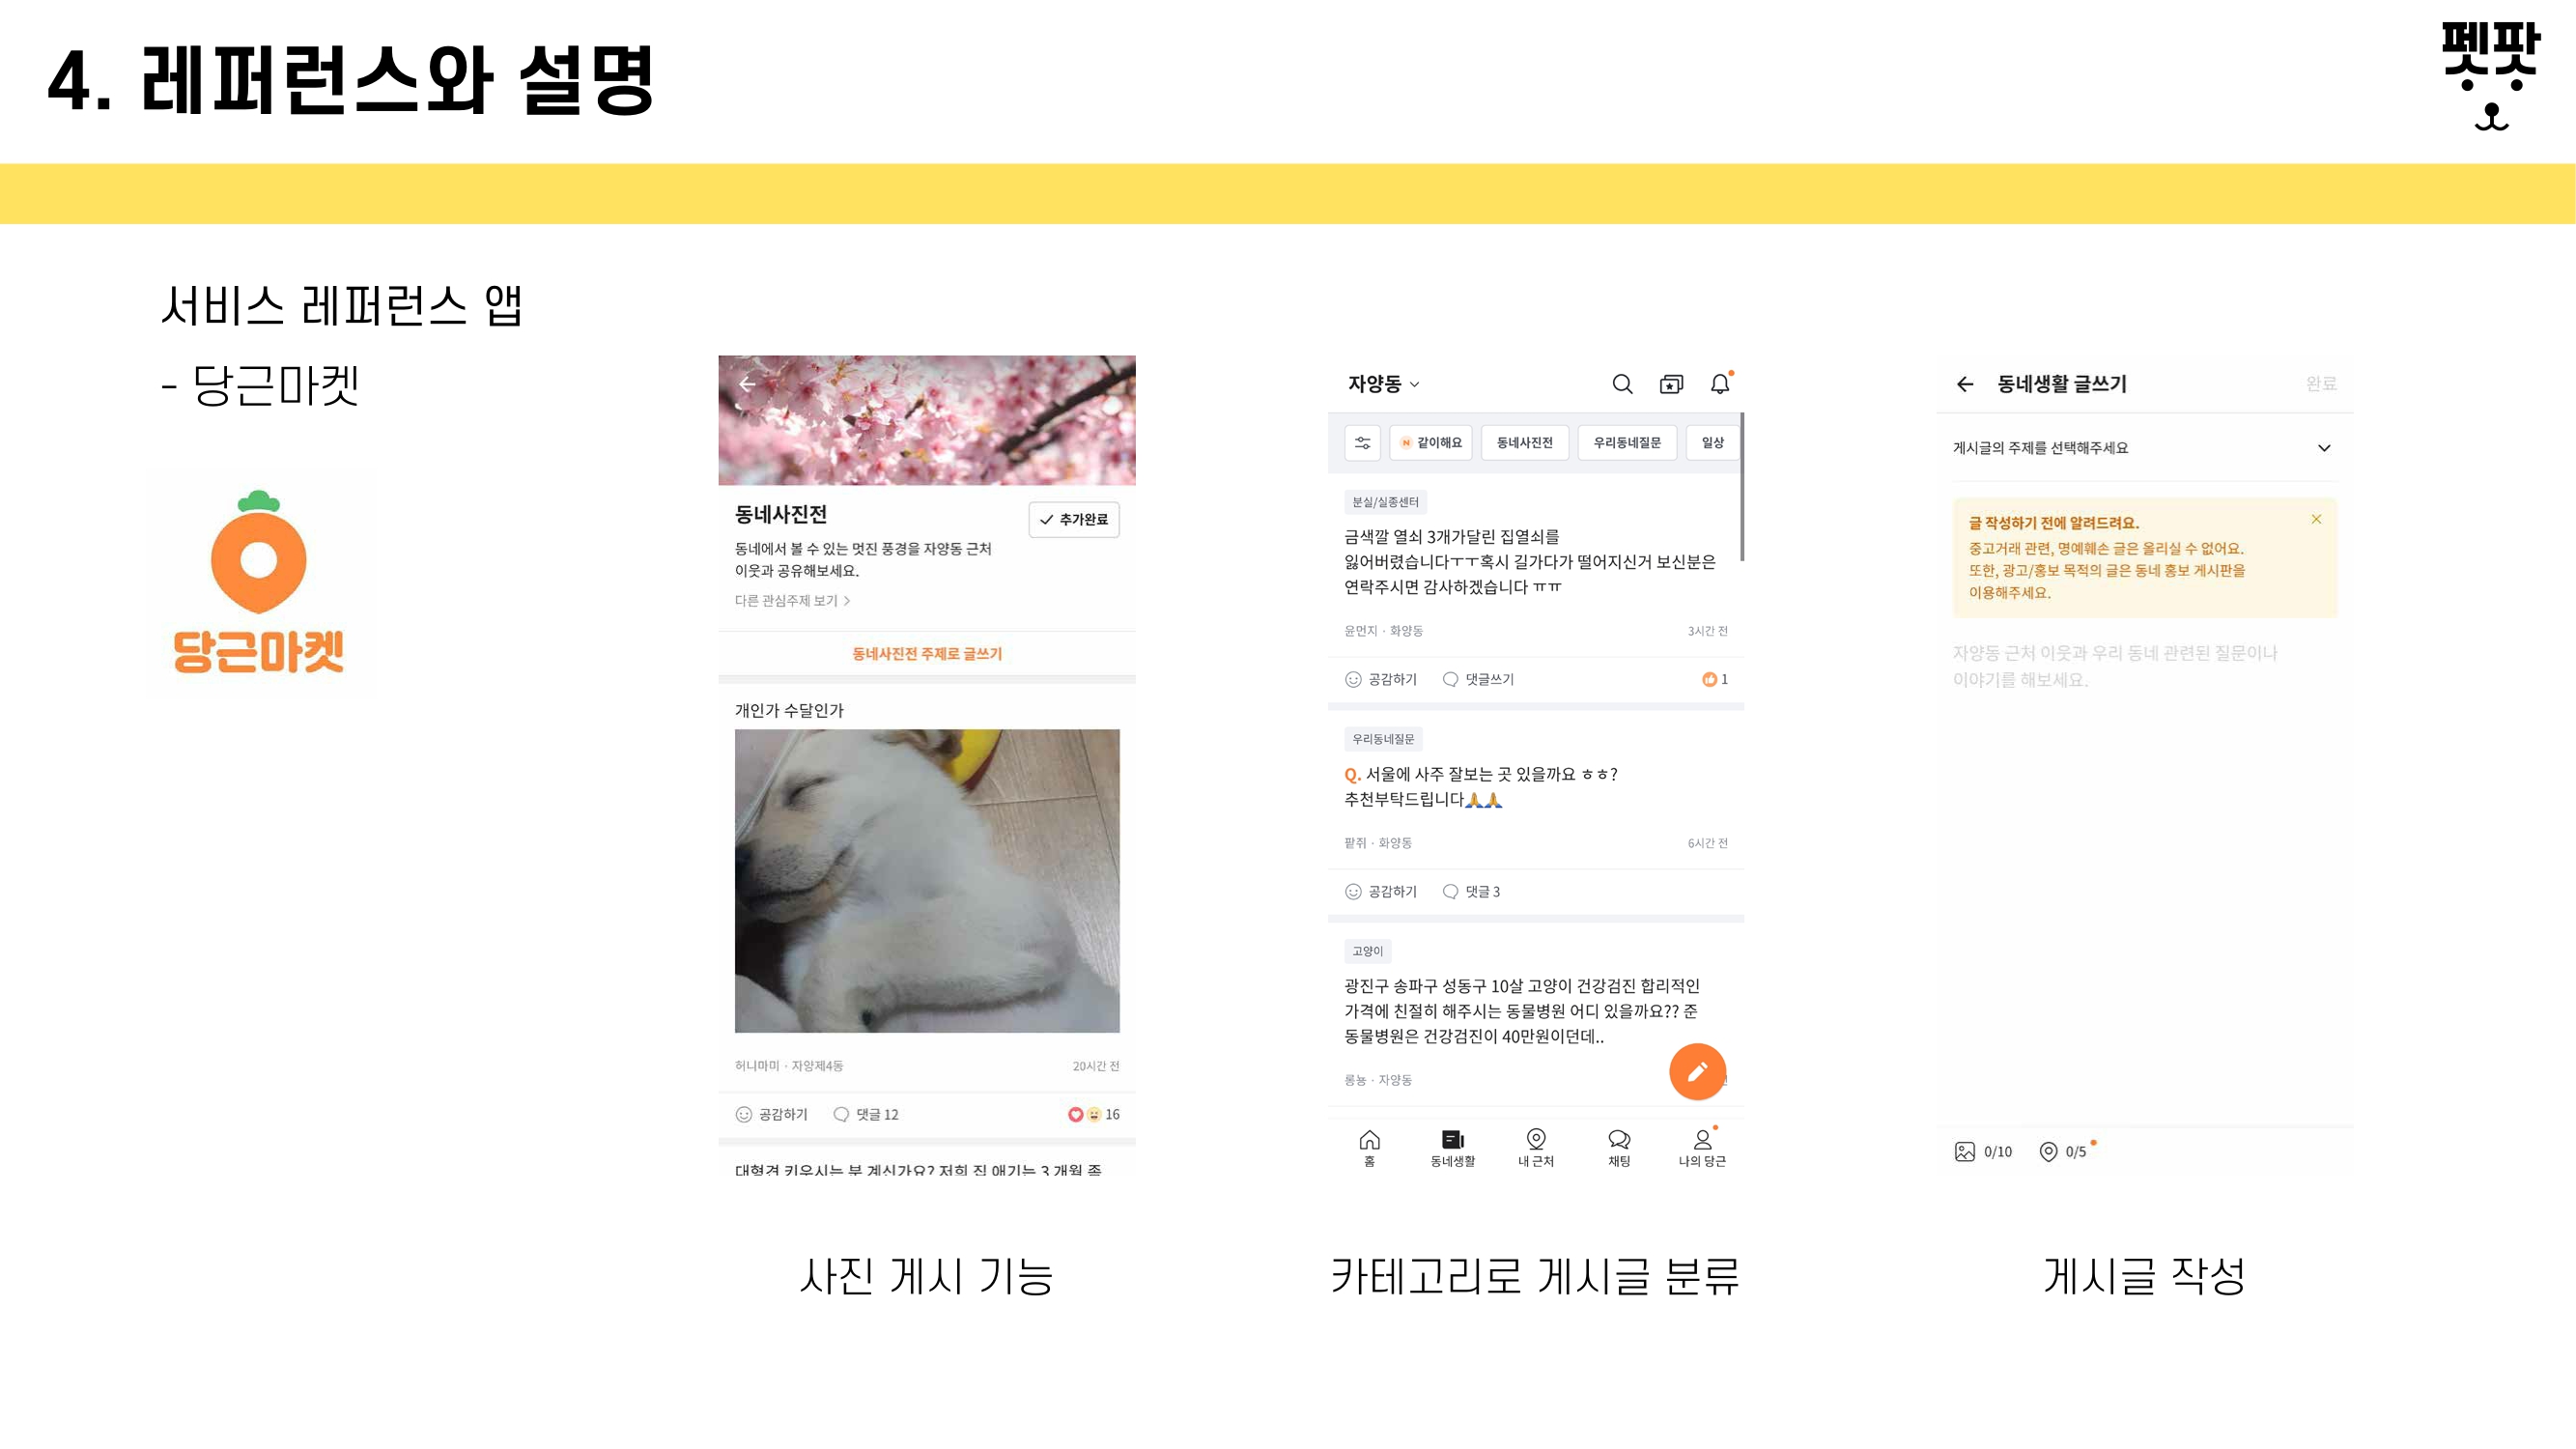 4. 레퍼런스와 설명
펫팟
서비스 레퍼런스 앱
- 당근마켓
당근마켓
동네사진전
추가완료
동네에서 볼 수 있는 멋진 풍경을 자양동 근처
이웃과 공유해보세요.
다른 관심주제 보기 >
동네사진전 주제로 글쓰기
개인가 수달인가
허니마미 · 자양제4동
20시간 전
공감하기 댓글 12
16
대형견 키우시는 분 계신가요? 저희 집 애기는 3 개월 좀
사진 게시 기능
자양동
N 같이해요 동네사진전 우리동네질문 일상
분실/실종센터
금색깔 열쇠 3개가달린 집열쇠를
잃어버렸습니다ㅜㅜ혹시 길가다가 떨어지신거 보신분은
연락주시면 감사하겠습니다 ㅠㅠ
윤먼지 · 화양동
3시간 전
공감하기 댓글쓰기
1
우리동네질문
Q. 서울에 사주 잘보는 곳 있을까요 ㅎㅎ?
추천부탁드립니다🙏🙏
팥쥐 · 화양동
6시간 전
공감하기 댓글 3
고양이
광진구 송파구 성동구 10살 고양이 건강검진 합리적인
가격에 친절히 해주시는 동물병원 어디 있을까요?? 준
동물병원은 건강검진이 40만원이던데..
롱뇽 · 자양동
홈 동네생활 내 근처 채팅 나의 당근
카테고리로 게시글 분류
동네생활 글쓰기
완료
게시글의 주제를 선택해주세요
글 작성하기 전에 알려드려요.
중고거래 관련, 명예훼손 글은 올리실 수 없어요.
또한, 광고/홍보 목적의 글은 동네 홍보 게시판을
이용해주세요.
자양동 근처 이웃과 우리 동네 관련된 질문이나
이야기를 해보세요.
0/10 0/5
게시글 작성